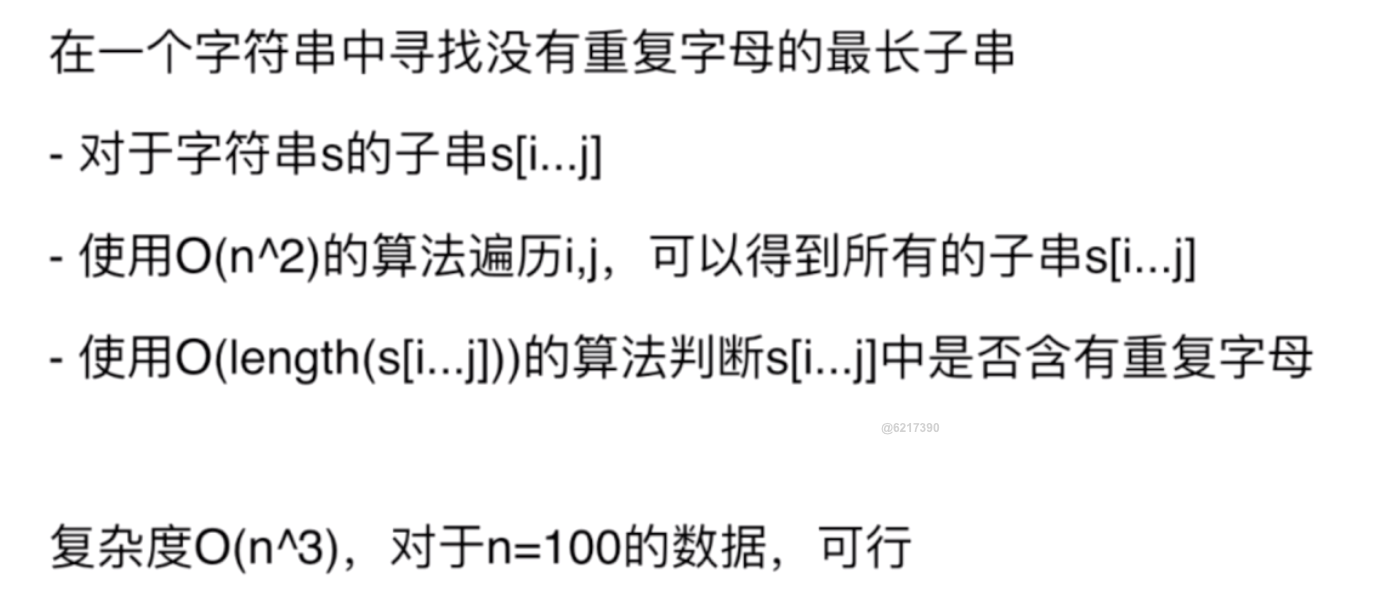 在一个字符串中寻找没有重复字母的最长子串
- 对于字符串s的子串s[i...j]
- 使用O(n^2)的算法遍历i,j，可以得到所有的子串s[i...j]
- 使用O(length(s[i...j]))的算法判断s[i...j]中是否含有重复字母
@6217390
复杂度O(n^3)，对于n=100的数据，可行